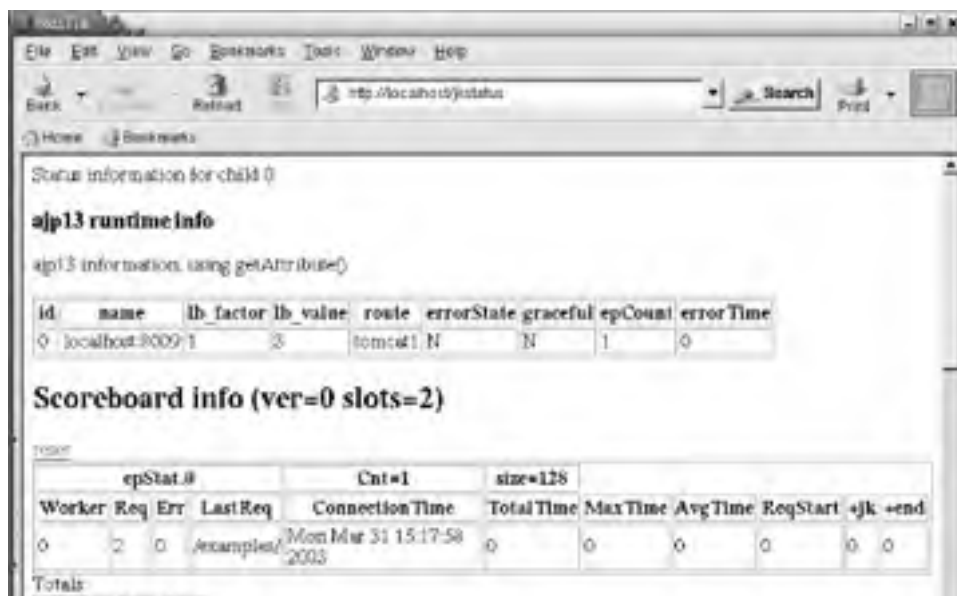 File Edit View Go Bookmarks Tools Window Help
http://localhost/jkstatus
Back Reload Search Print
Home Bookmarks
Status information for child 0
ajp13 runtime info
ajp13 information, using getAttribute()
id name lb_factor lb_value route errorState graceful epCount errorTime
0 localhost:8009 1 3 tomcat1 N N 1 0
Scoreboard info (ver=0 slots=2)
reset
epStat.0 Cnt=1 size=128
Worker Req Err LastReq ConnectionTime TotalTime MaxTime AvgTime ReqStart +jk +end
0 2 0 /examples/ Mon Mar 31 15:17:58 2003 0 0 0 0 0 0
Totals